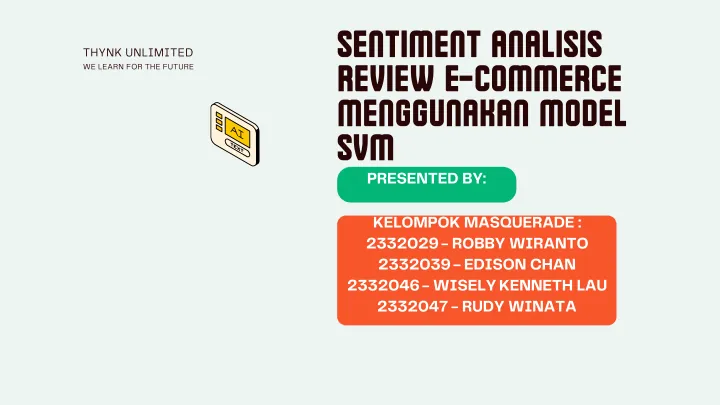 THYNK UNLIMITED
WE LEARN FOR THE FUTURE
SENTIMENT ANALISIS
REVIEW E-COMMERCE
MENGGUNAKAN MODEL
SVM
AI
TEXT
PRESENTED BY:
KELOMPOK MASQUERADE :
2332029 – ROBBY WIRANTO
2332039 – EDISON CHAN
2332046 – WISELY KENNETH LAU
2332047 – RUDY WINATA